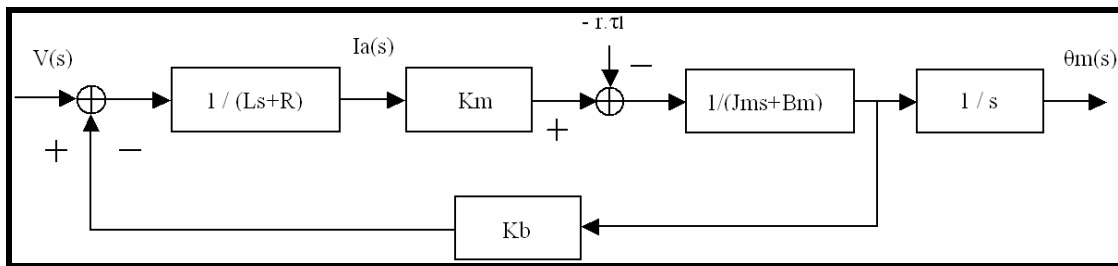 - r.τl
Ia(s)
V(s)
θm(s)
1 / (Ls+R)
Km
1/(Jms+Bm)
1 / s
+
−
+
−
Kb